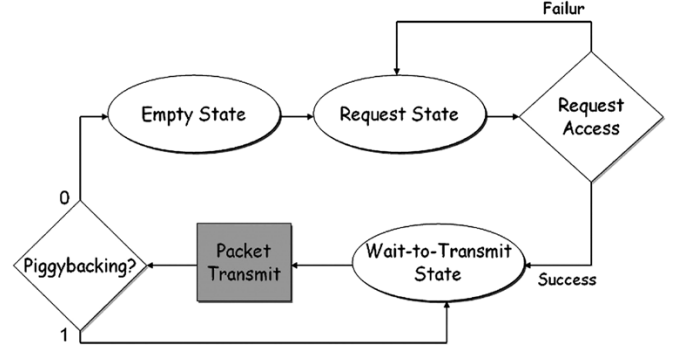 Failur
Empty State
Request State
Request
Access
0
Piggybacking?
Packet
Transmit
Wait-to-Transmit
State
Success
1